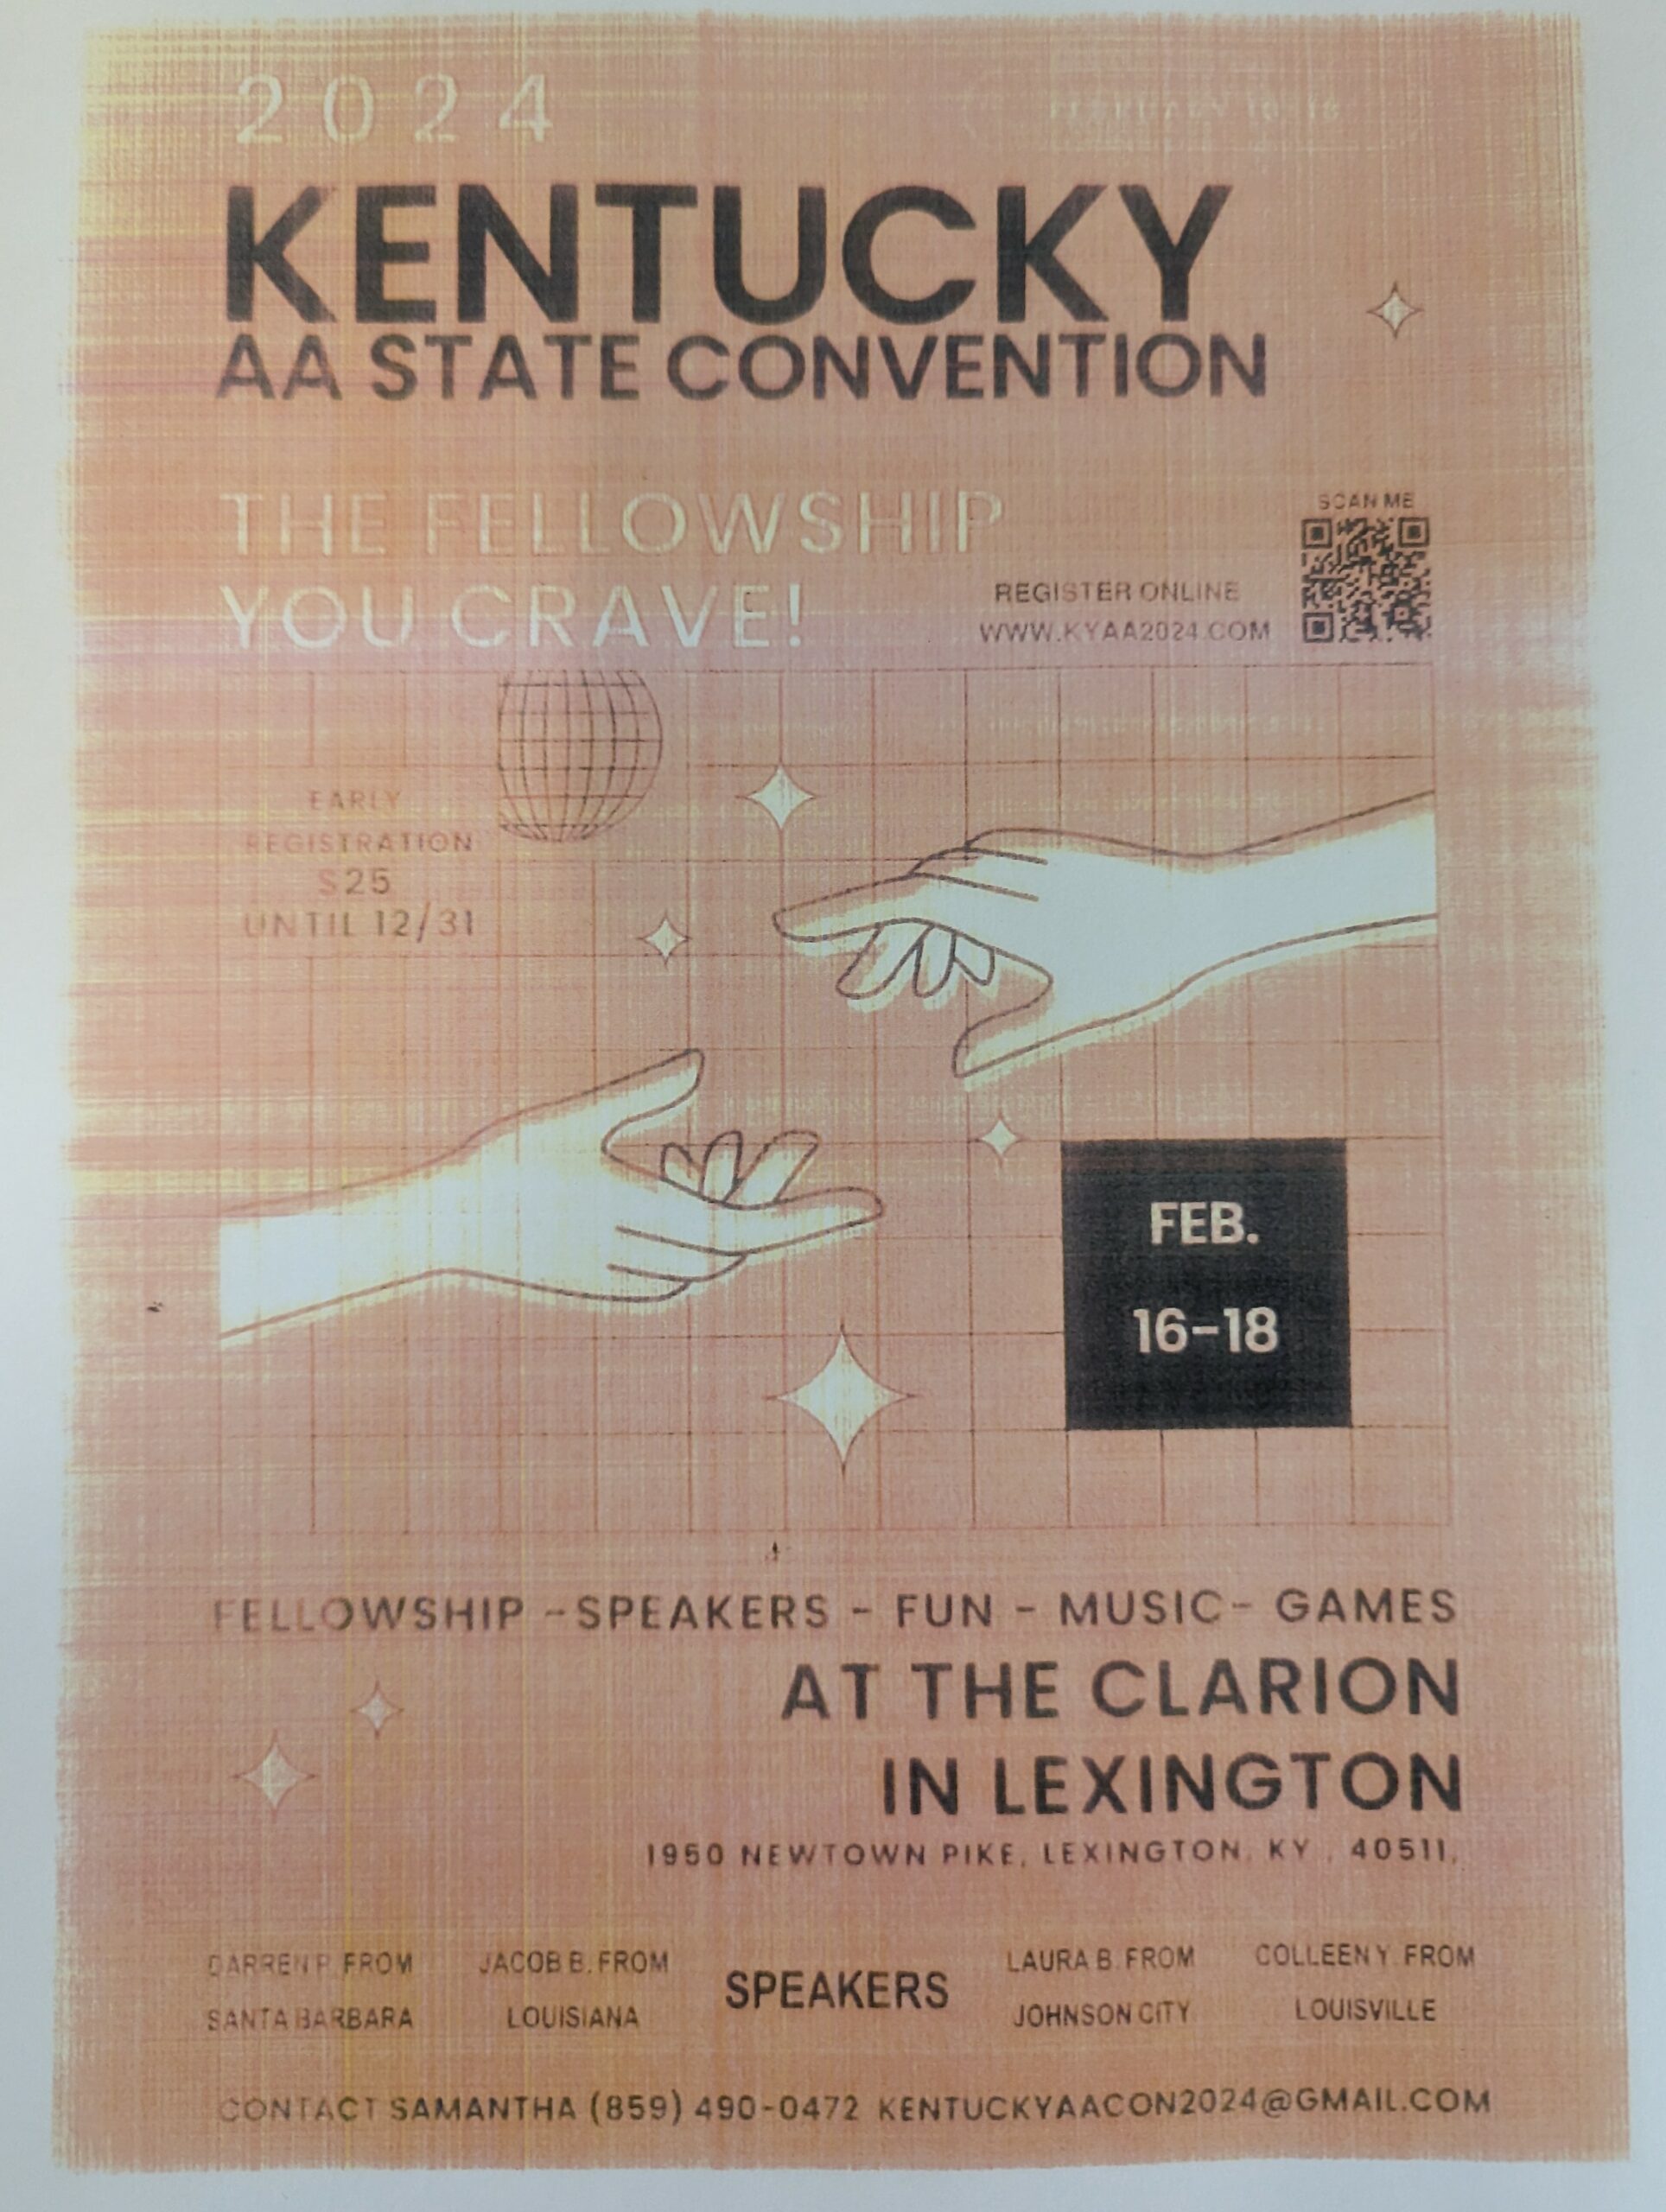 2024
FEBRUARY 16-18
KENTUCKY
AA STATE CONVENTION
THE FELLOWSHIP
YOU CRAVE!
SCAN ME
REGISTER ONLINE
WWW.KYAA2024.COM
EARLY
REGISTRATION
$25
UNTIL 12/31
FEB.
16-18
FELLOWSHIP -SPEAKERS - FUN - MUSIC- GAMES
AT THE CLARION
IN LEXINGTON
1950 NEWTOWN PIKE, LEXINGTON, KY , 40511,
DARREN P. FROM
SANTA BARBARA
JACOB B. FROM
LOUISIANA
SPEAKERS
LAURA B. FROM
JOHNSON CITY
COLLEEN Y. FROM
LOUISVILLE
CONTACT SAMANTHA (859) 490-0472 KENTUCKYAACON2024@GMAIL.COM